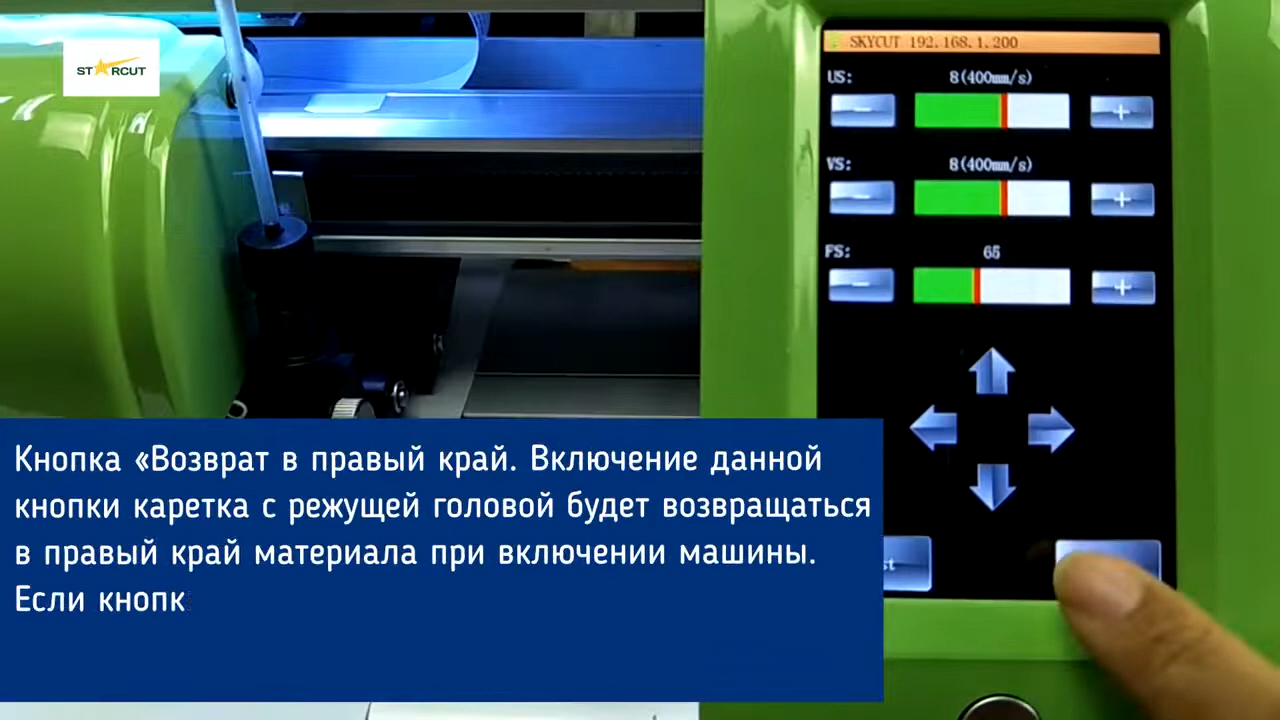 STARCUT
SKYCUT 192.168.1.200
US: 8(400mm/s)
VS: 8(400mm/s)
FS: 65
Кнопка «Возврат в правый край. Включение данной
кнопки каретка с режущей головой будет возвращаться
в правый край материала при включении машины.
Если кнопк